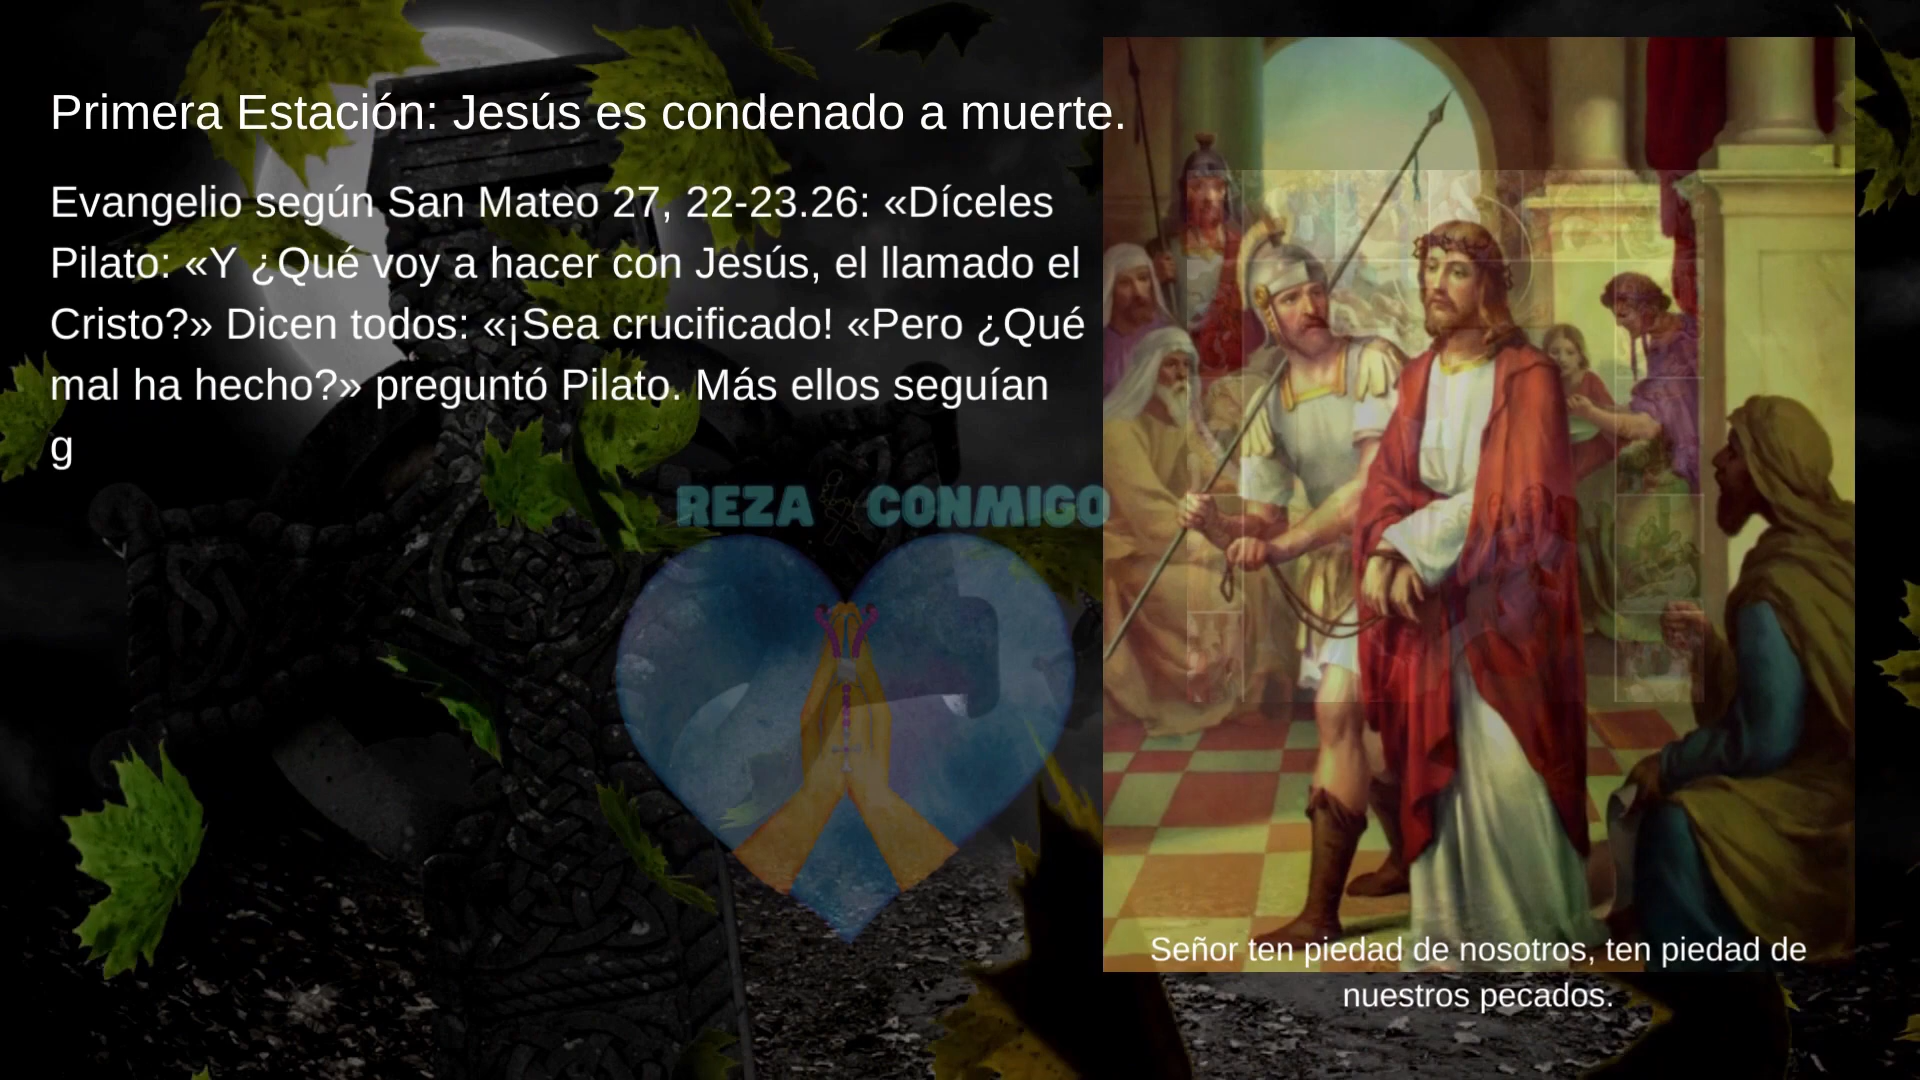 Primera Estación: Jesús es condenado a muerte.
Evangelio según San Mateo 27, 22-23.26: «Díceles
Pilato: «Y ¿Qué voy a hacer con Jesús, el llamado el
Cristo?» Dicen todos: «¡Sea crucificado! «Pero ¿Qué
mal ha hecho?» preguntó Pilato. Más ellos seguían
g
REZA CONMIGO
Señor ten piedad de nosotros, ten piedad de
nuestros pecados.